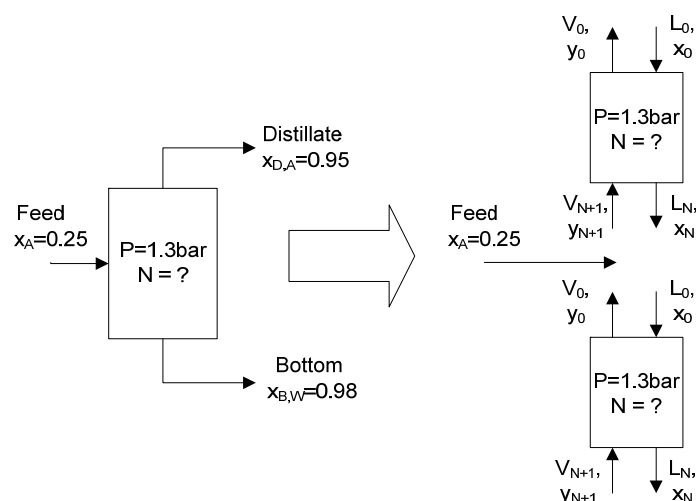 Feed
x_A=0.25
P=1.3bar
N = ?
Distillate
x_D,A=0.95
Bottom
x_B,W=0.98
Feed
x_A=0.25
V_0,
y_0
L_0,
x_0
P=1.3bar
N = ?
V_N+1,
y_N+1
L_N,
x_N
V_0,
y_0
L_0,
x_0
P=1.3bar
N = ?
V_N+1,
y_N+1
L_N,
x_N